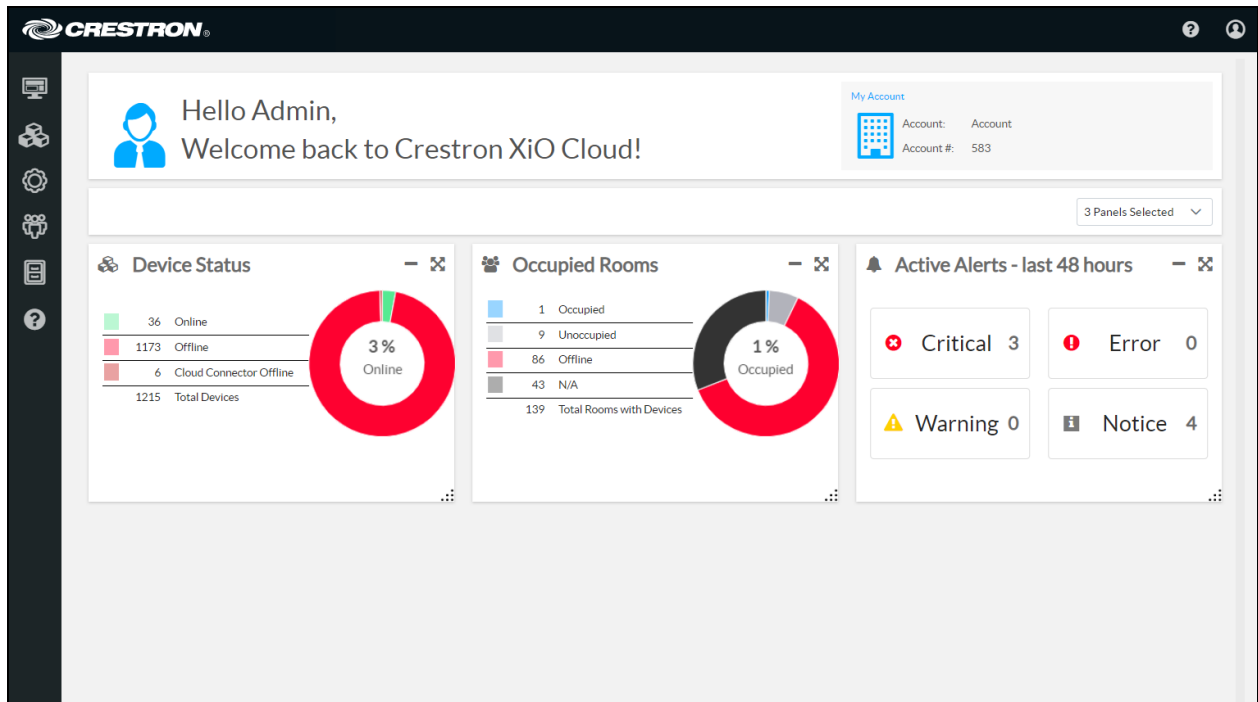 CRESTRON®
Hello Admin,
Welcome back to Crestron XiO Cloud!
My Account
Account: Account
Account #: 583
3 Panels Selected
Device Status
36 Online
1173 Offline
6 Cloud Connector Offline
1215 Total Devices
3 %
Online
Occupied Rooms
1 Occupied
9 Unoccupied
86 Offline
43 N/A
139 Total Rooms with Devices
1 %
Occupied
Active Alerts - last 48 hours
Critical 3
Error 0
Warning 0
Notice 4